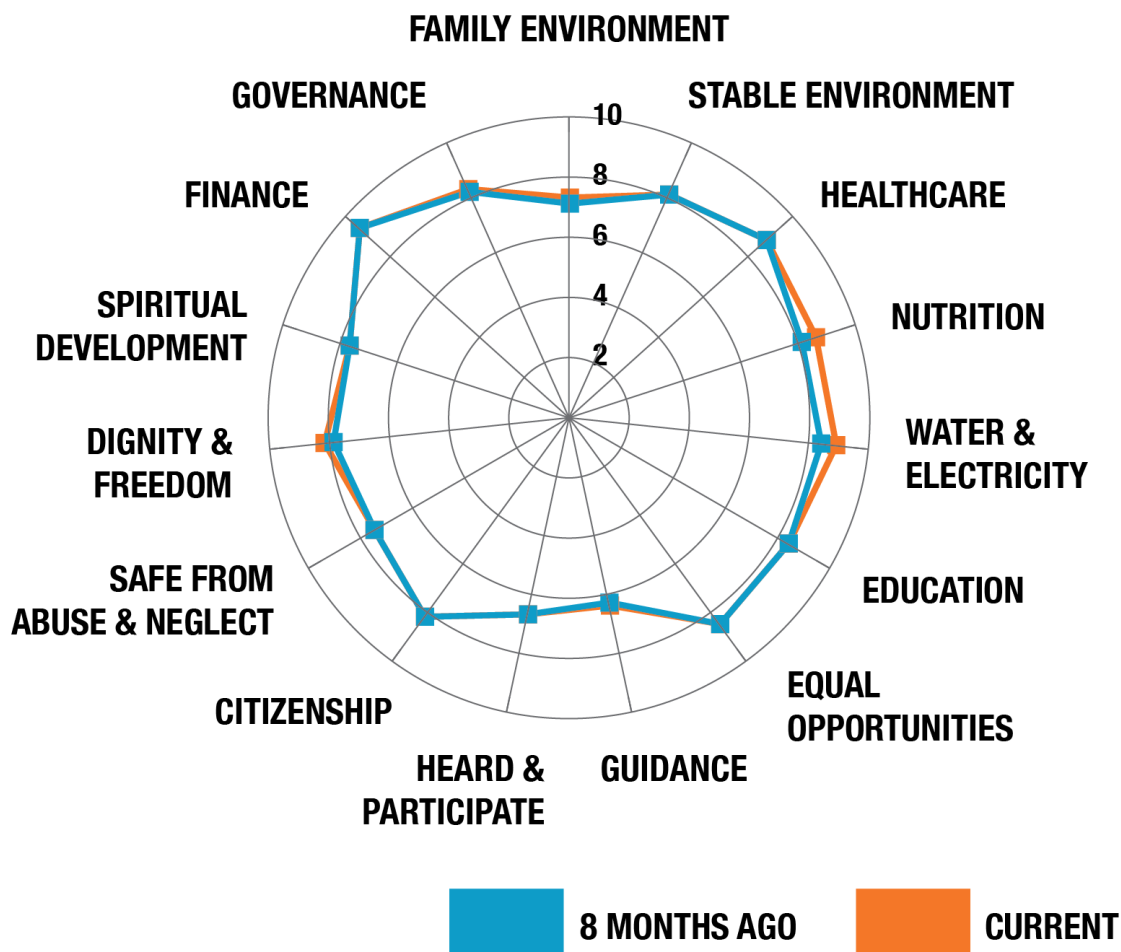 FAMILY ENVIRONMENT
GOVERNANCE
STABLE ENVIRONMENT
10
8
6
4
2
FINANCE
HEALTHCARE
SPIRITUAL
DEVELOPMENT
NUTRITION
DIGNITY &
FREEDOM
WATER &
ELECTRICITY
SAFE FROM
ABUSE & NEGLECT
EDUCATION
CITIZENSHIP
EQUAL
OPPORTUNITIES
HEARD &
PARTICIPATE
GUIDANCE
8 MONTHS AGO
CURRENT